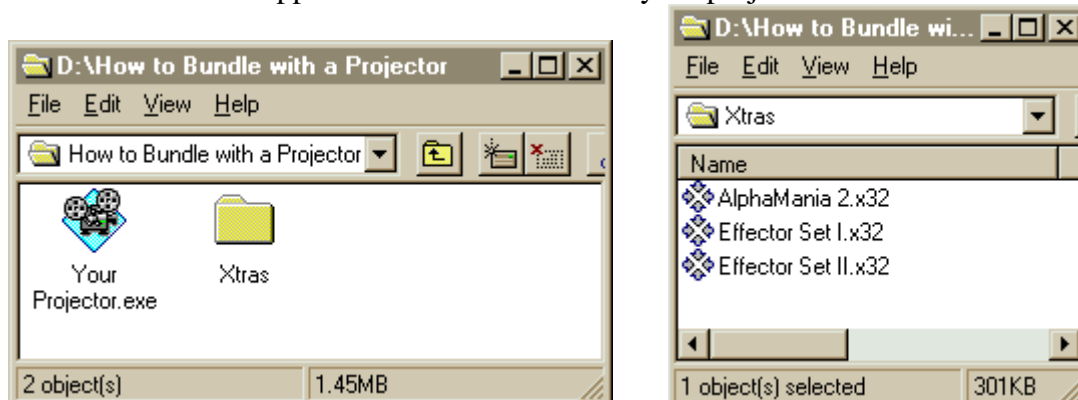 D:\How to Bundle with a Projector
File Edit View Help
How to Bundle with a Projector
Your
Projector.exe
Xtras
2 object(s)
1.45MB
D:\How to Bundle wi...
File Edit View Help
Xtras
Name
AlphaMania 2.x32
Effector Set I.x32
Effector Set II.x32
1 object(s) selected
301KB